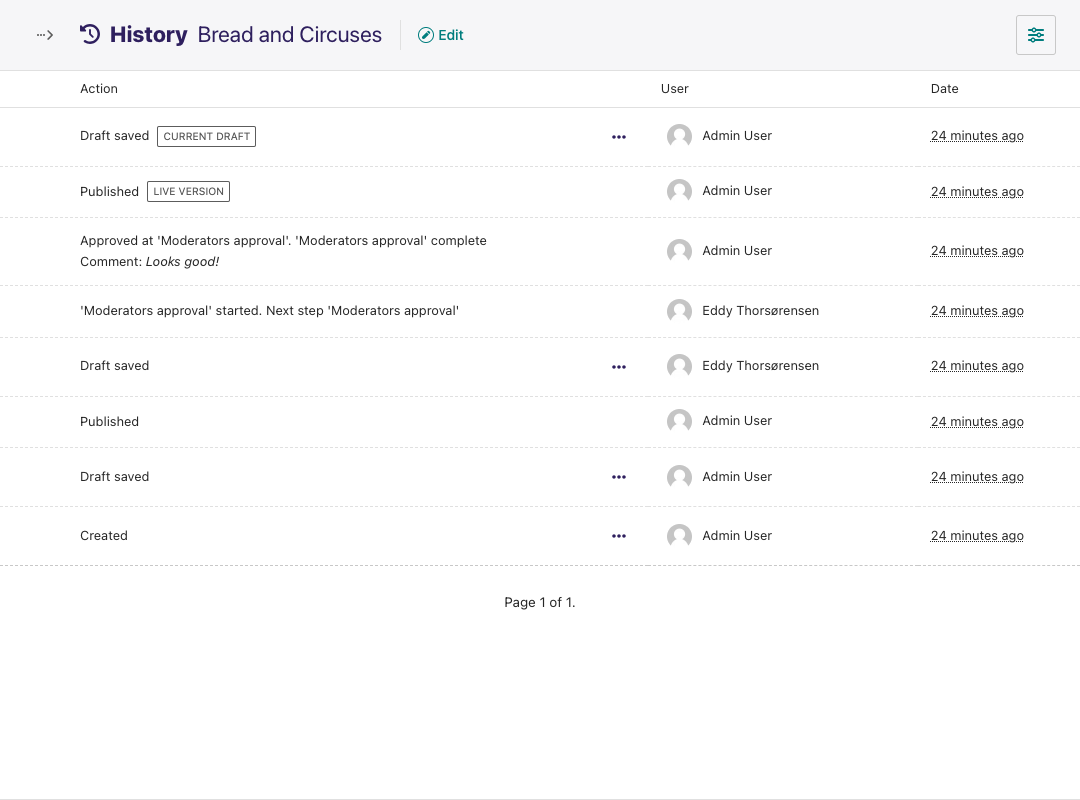 History Bread and Circuses Edit
Action User Date
Draft saved CURRENT DRAFT Admin User 24 minutes ago
Published LIVE VERSION Admin User 24 minutes ago
Approved at 'Moderators approval'. 'Moderators approval' complete
Comment: Looks good! Admin User 24 minutes ago
'Moderators approval' started. Next step 'Moderators approval' Eddy Thorsørensen 24 minutes ago
Draft saved Eddy Thorsørensen 24 minutes ago
Published Admin User 24 minutes ago
Draft saved Admin User 24 minutes ago
Created Admin User 24 minutes ago
Page 1 of 1.